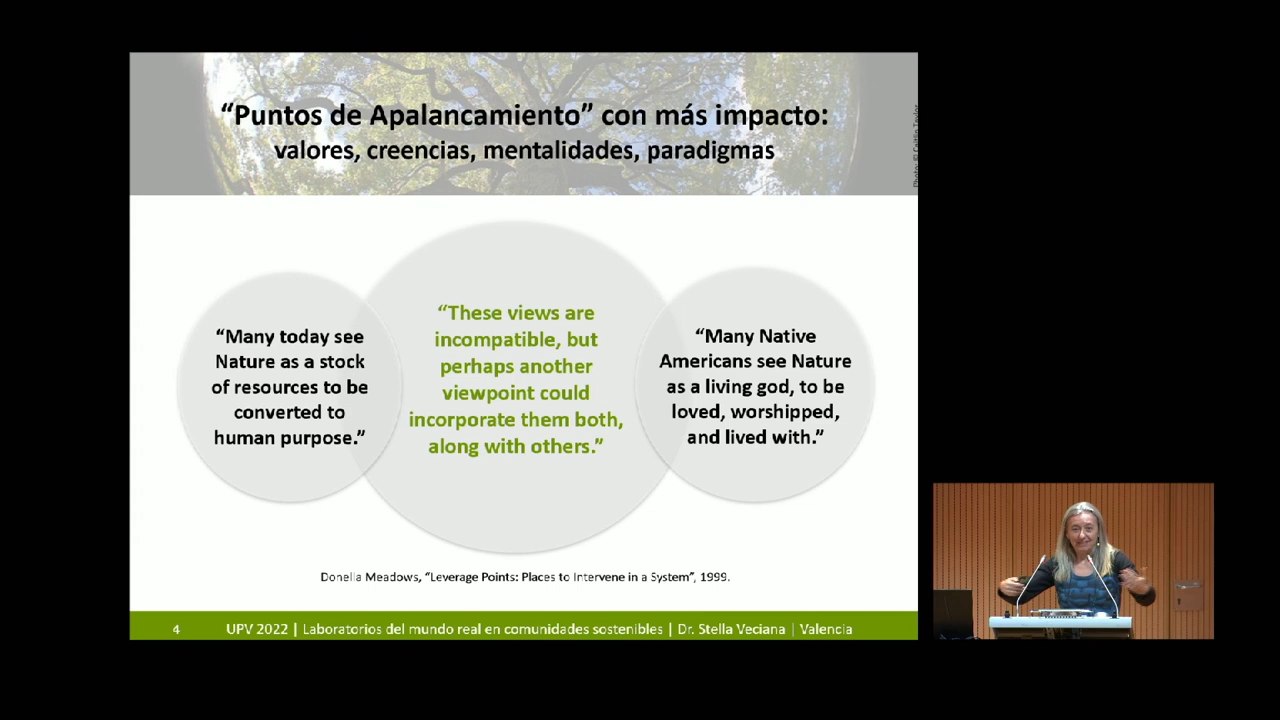 “Puntos de Apalancamiento” con más impacto:
valores, creencias, mentalidades, paradigmas
“Many today see
Nature as a stock
of resources to be
converted to
human purpose.”
“These views are
incompatible, but
perhaps another
viewpoint could
incorporate them both,
along with others.”
“Many Native
Americans see Nature
as a living god, to be
loved, worshipped,
and lived with.”
Donella Meadows, “Leverage Points: Places to Intervene in a System”, 1999.
4 UPV 2022 | Laboratorios del mundo real en comunidades sostenibles | Dr. Stella Veciana | Valencia